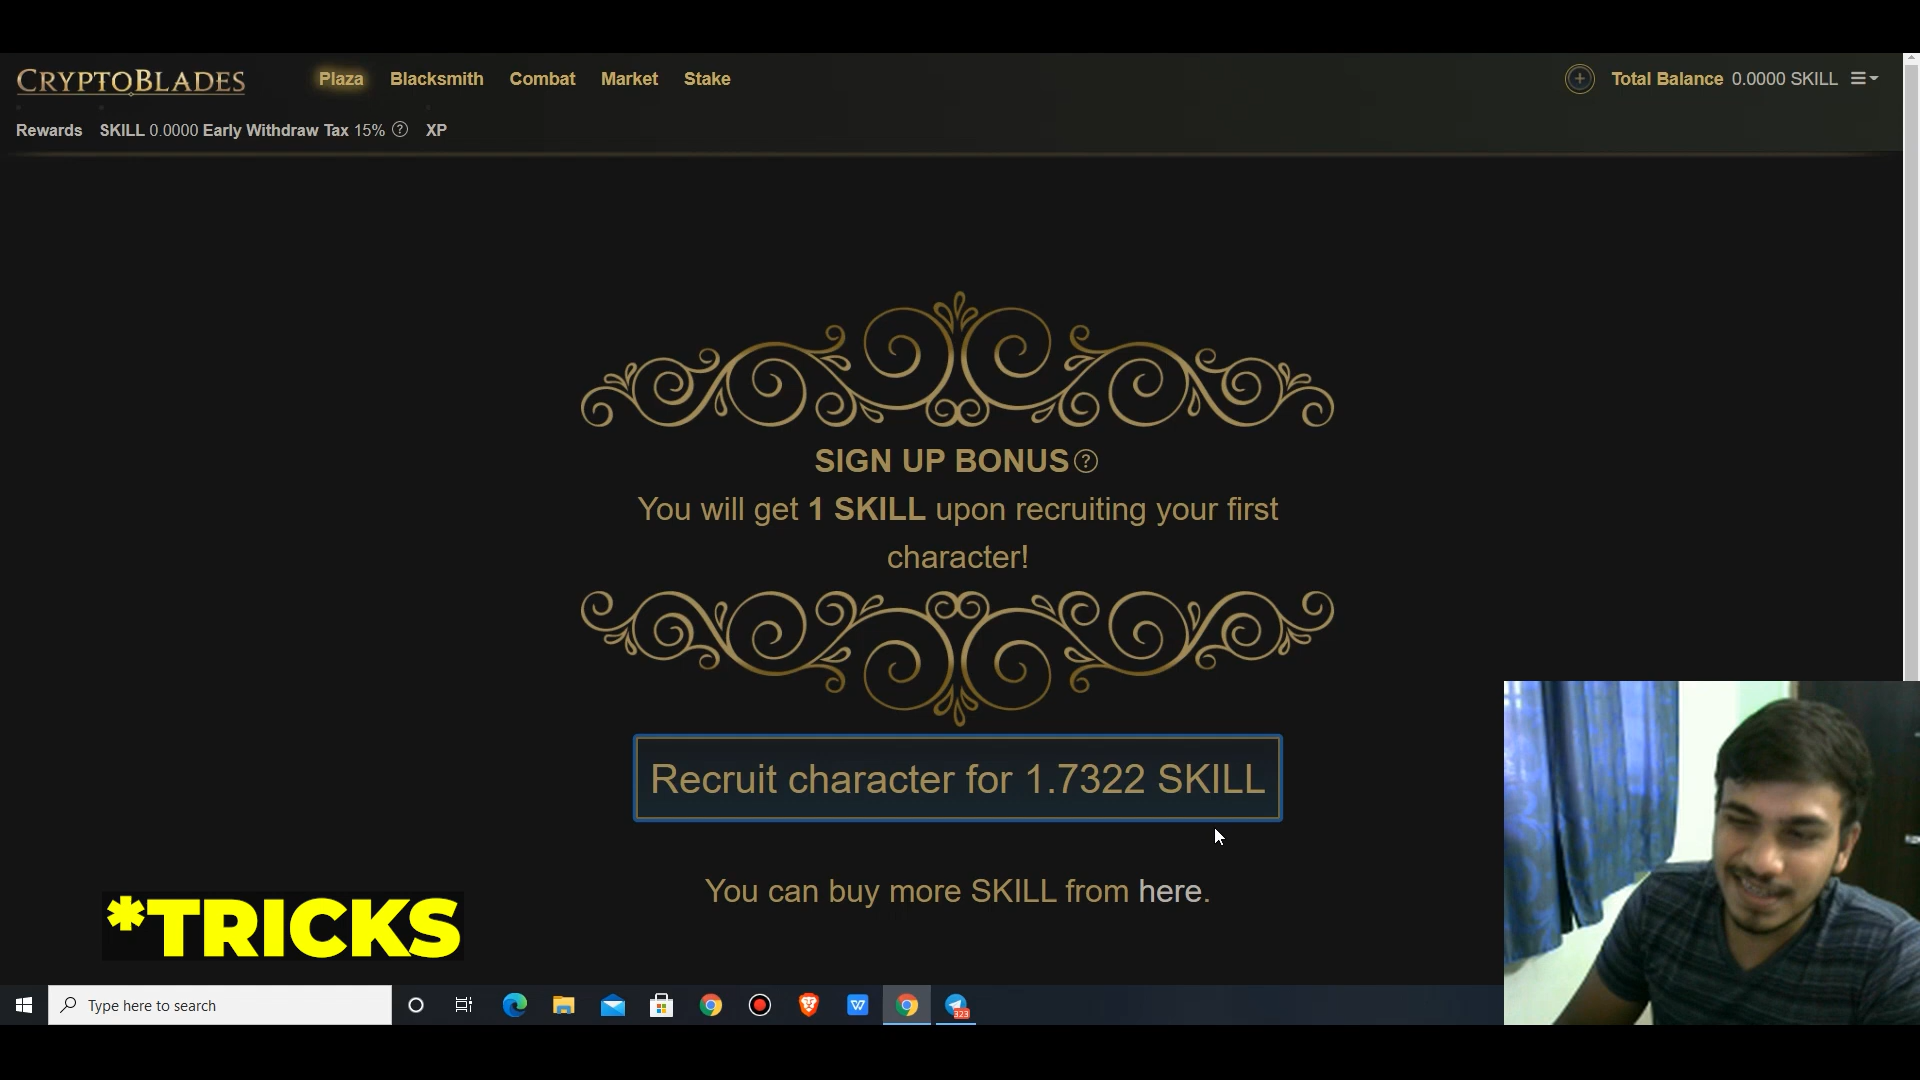 CRYPTOBLADES Plaza Blacksmith Combat Market Stake Total Balance 0.0000 SKILL
Rewards SKILL 0.0000 Early Withdraw Tax 15% ? XP
SIGN UP BONUS ?
You will get 1 SKILL upon recruiting your first
character!
Recruit character for 1.7322 SKILL
You can buy more SKILL from here.
*TRICKS
Type here to search
W
323